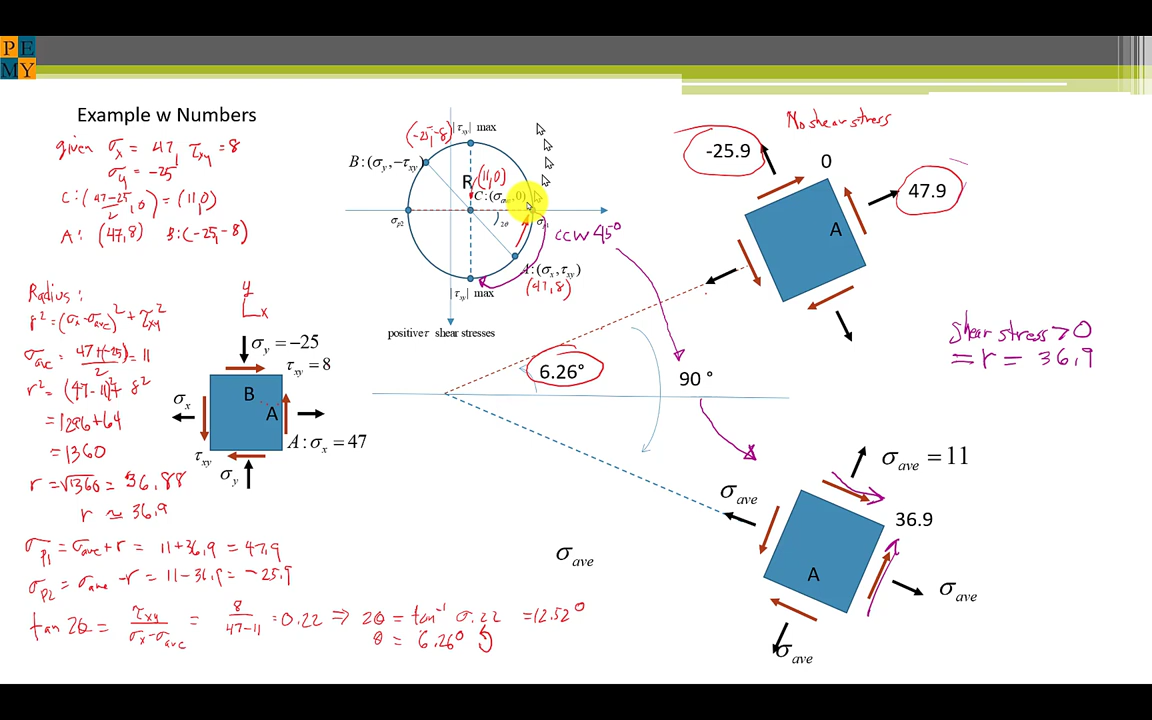 PE
MY
Example w Numbers
given σx = 47, τxy = 8
σy = -25
C: (47-25/2, 0) = (11,0)
A: (47,8) B: (-25,-8)
Radius:
r² = (σx-σave)² + τxy²
σave = 47+(-25)/2 = 11
r² = (47-11)² + 8²
= 1296+64
= 1360
r = √1360 = 36.88
r ≈ 36.9
σp1 = σave + r = 11+36.9 = 47.9
σp2 = σave - r = 11-36.9 = -25.9
tan 2θ = τxy/σx-σave = 8/47-11 = 0.22 ⇒ 2θ = tan⁻¹ 0.22 = 12.52°
θ = 6.26°
y
x
σy = -25
τxy = 8
B
A
σx
A: σx = 47
τxy
σy
(-25,-8)
|τxy| max
B: (σy, -τxy)
R
(11,0)
C: (σave, 0)
σp2
2θ
σp1
A: (σx, τxy)
(47,8)
|τxy| max
positive τ shear stresses
CCW 45°
6.26°
90 °
No shear stress
-25.9
0
47.9
A
shear stress > 0
= r = 36.9
σave = 11
σave
36.9
A
σave
σave
σave